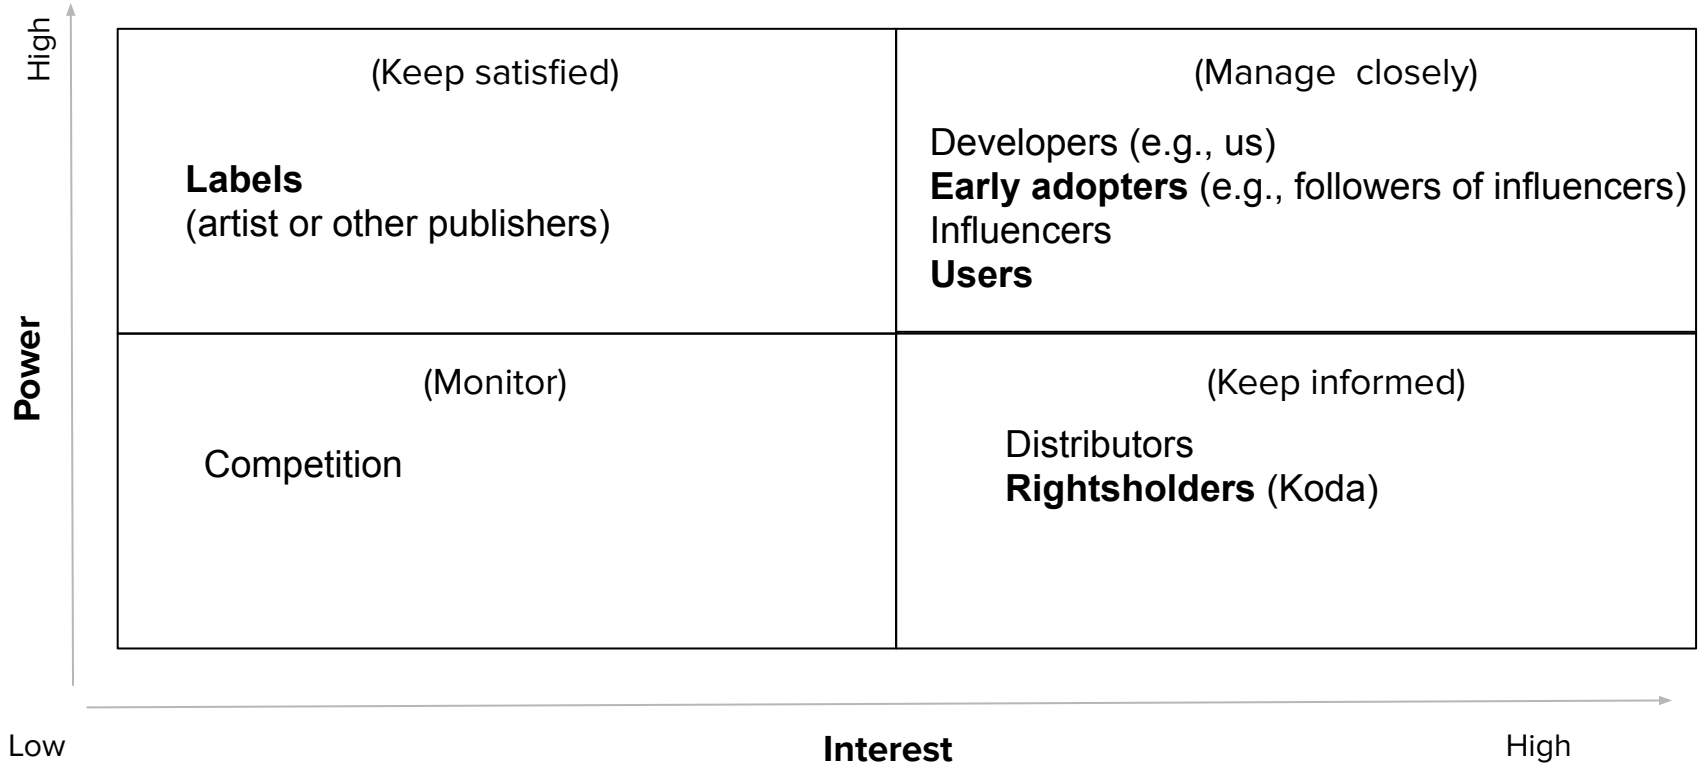 High
(Keep satisfied)
(Manage closely)
Labels
(artist or other publishers)
Developers (e.g., us)
Early adopters (e.g., followers of influencers)
Influencers
Users
Power
(Monitor)
(Keep informed)
Competition
Distributors
Rightsholders (Koda)
Low
Interest
High